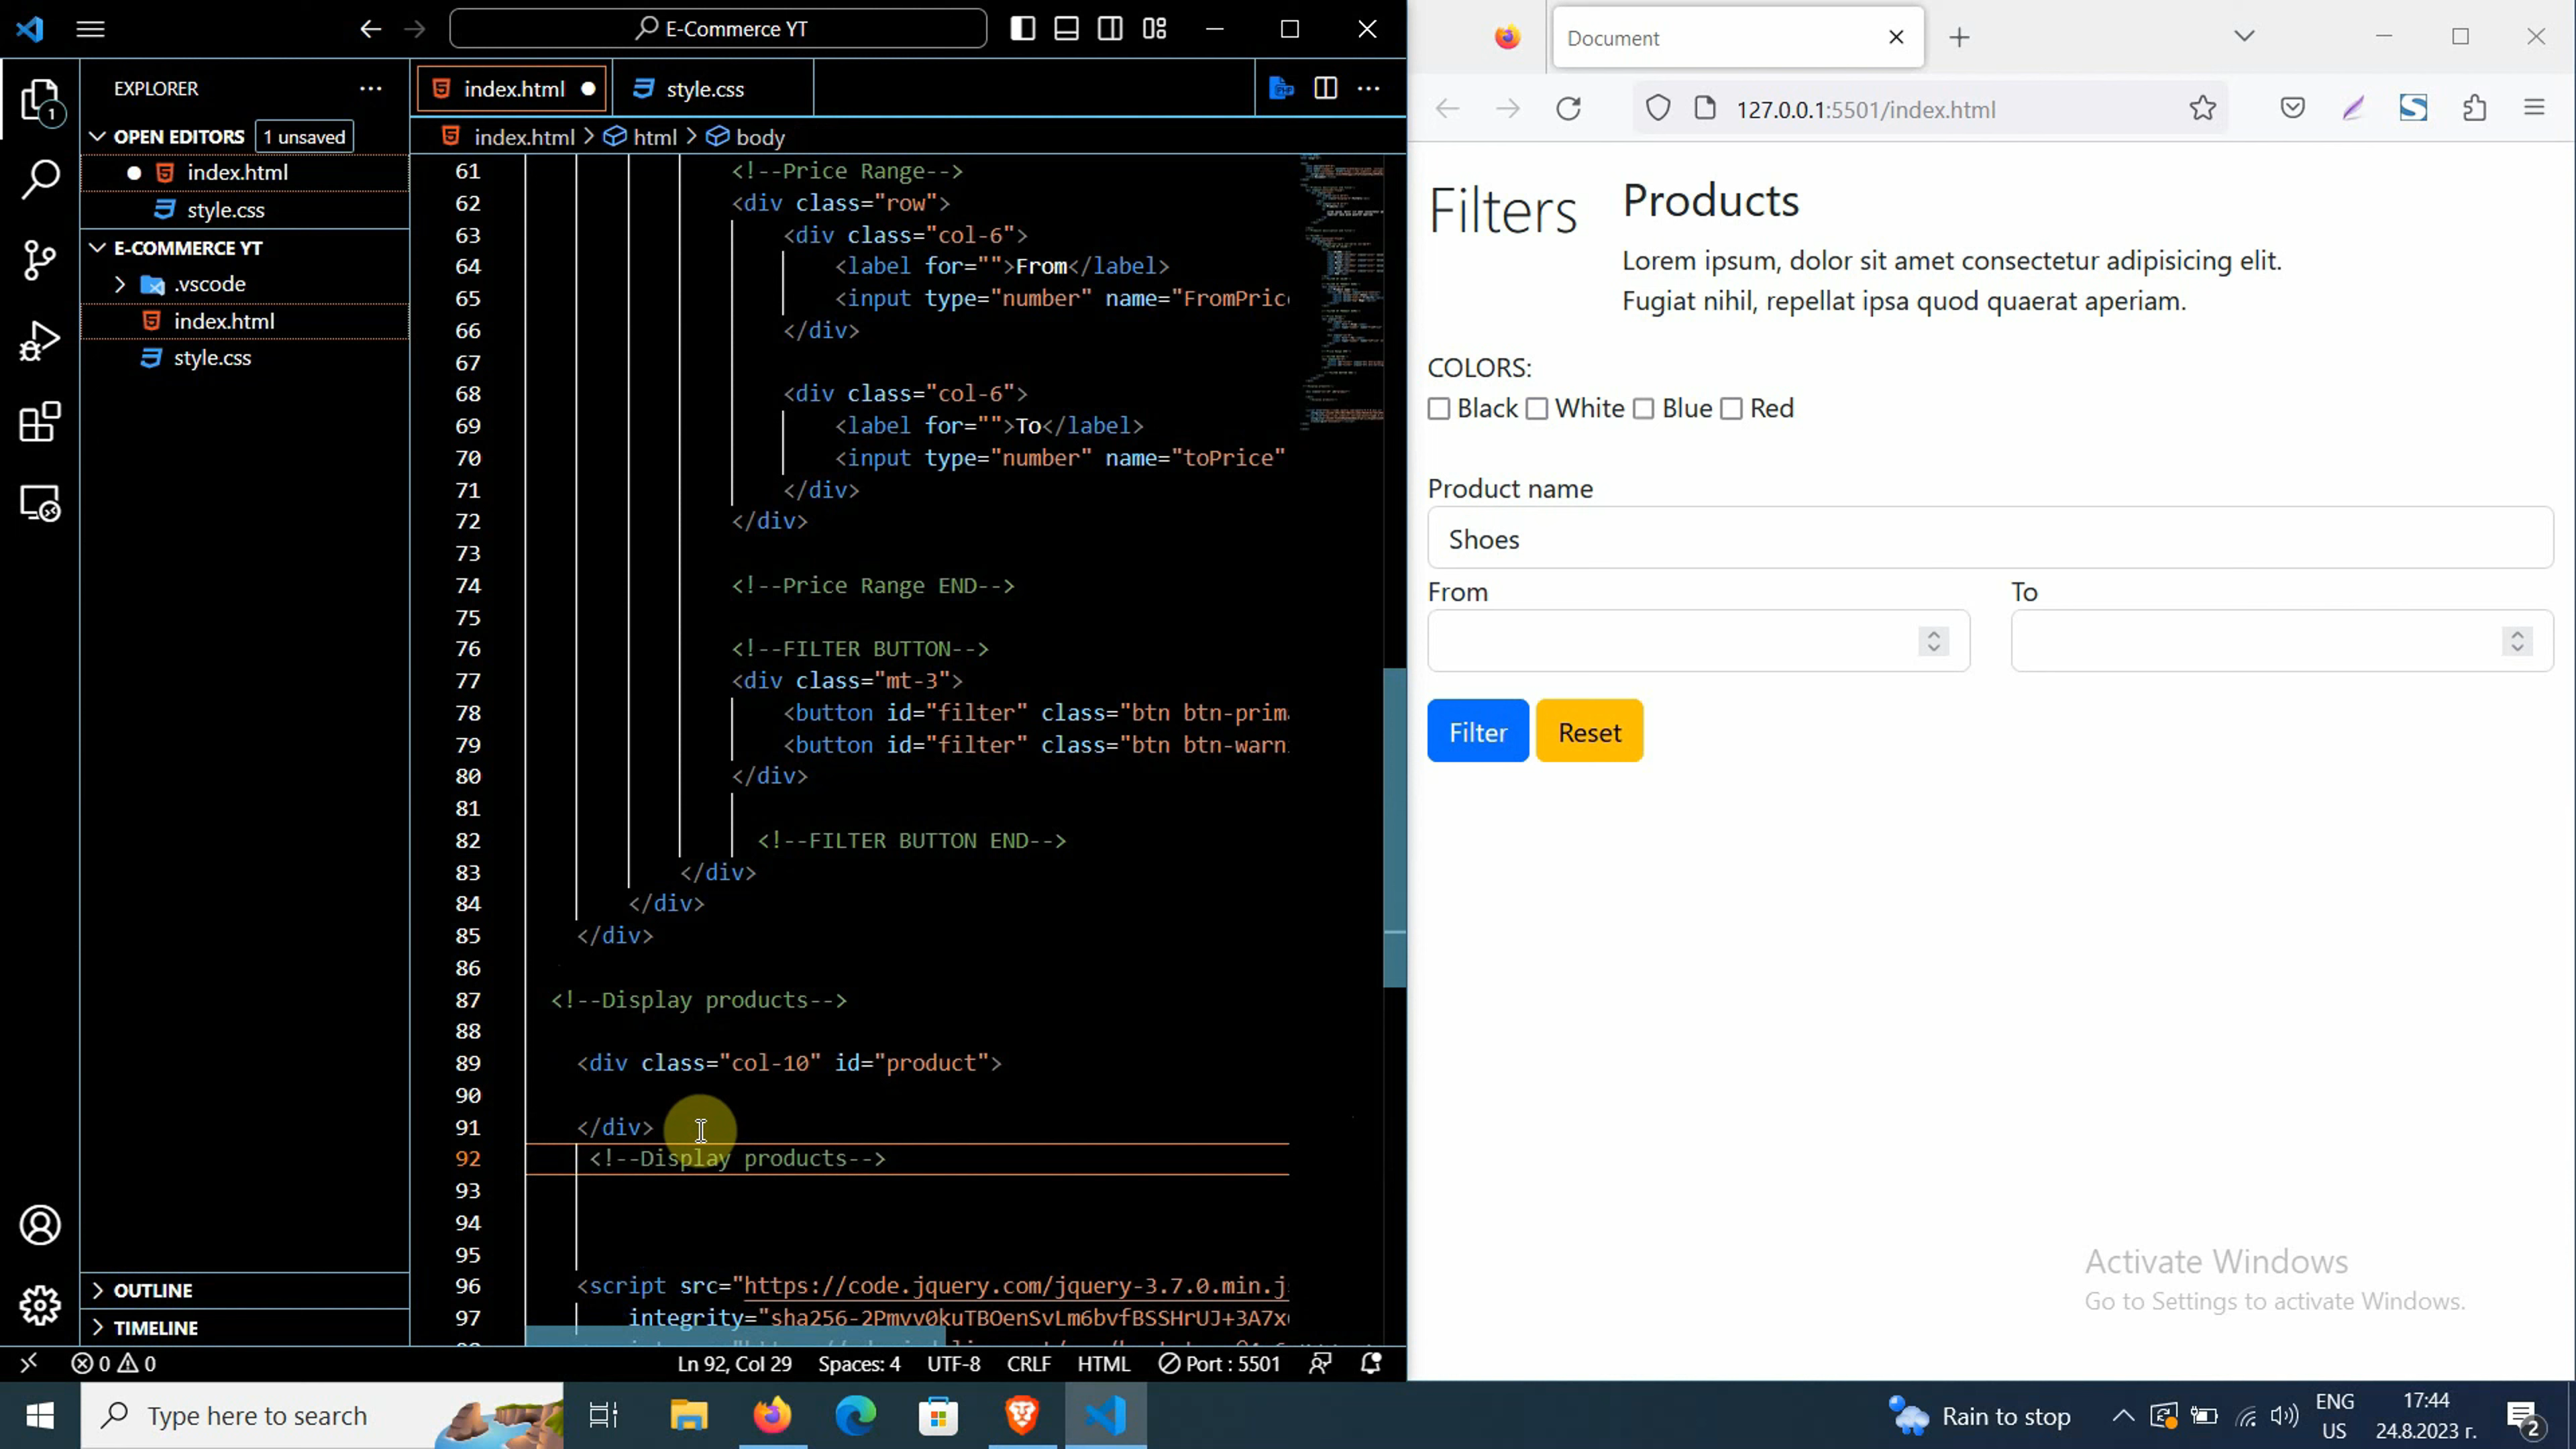 E-Commerce YT
EXPLORER
OPEN EDITORS 1 unsaved
index.html
style.css
E-COMMERCE YT
.vscode
index.html
style.css
OUTLINE
TIMELINE
1
index.html
style.css
index.html > html > body
61 <!--Price Range-->
62 <div class="row">
63 <div class="col-6">
64 <label for="">From</label>
65 <input type="number" name="FromPric
66 </div>
67
68 <div class="col-6">
69 <label for="">To</label>
70 <input type="number" name="toPrice"
71 </div>
72 </div>
73
74 <!--Price Range END-->
75
76 <!--FILTER BUTTON-->
77 <div class="mt-3">
78 <button id="filter" class="btn btn-prim
79 <button id="filter" class="btn btn-warn
80 </div>
81
82 <!--FILTER BUTTON END-->
83 </div>
84 </div>
85 </div>
86
87 <!--Display products-->
88
89 <div class="col-10" id="product">
90
91 </div>
92 <!--Display products-->
93
94
95
96 <script src="https://code.jquery.com/jquery-3.7.0.min.j
97 integrity="sha256-2Pmvv0kuTBOenSvLm6bvfBSSHrUJ+3A7x
0 0
Ln 92, Col 29 Spaces: 4 UTF-8 CRLF HTML Port : 5501
Document
127.0.0.1:5501/index.html
Filters
Products
Lorem ipsum, dolor sit amet consectetur adipisicing elit.
Fugiat nihil, repellat ipsa quod quaerat aperiam.
COLORS:
Black White Blue Red
Product name
Shoes
From To
Filter Reset
Activate Windows
Go to Settings to activate Windows.
Type here to search
Rain to stop
ENG
US
17:44
24.8.2023 г.
2